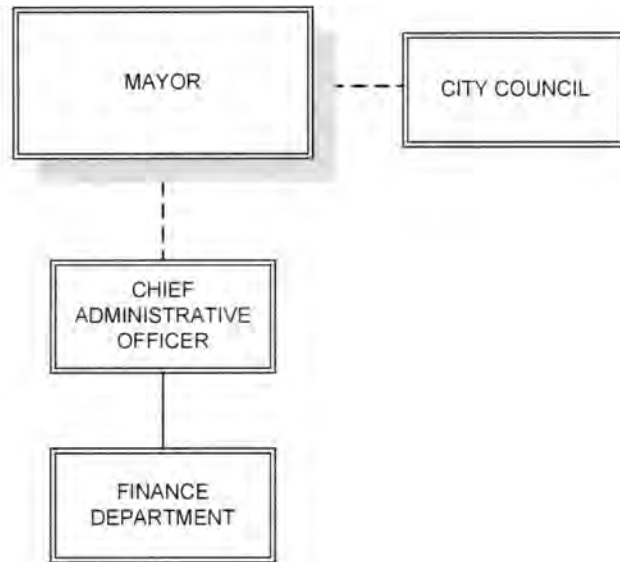 MAYOR
CITY COUNCIL
CHIEF
ADMINISTRATIVE
OFFICER
FINANCE
DEPARTMENT